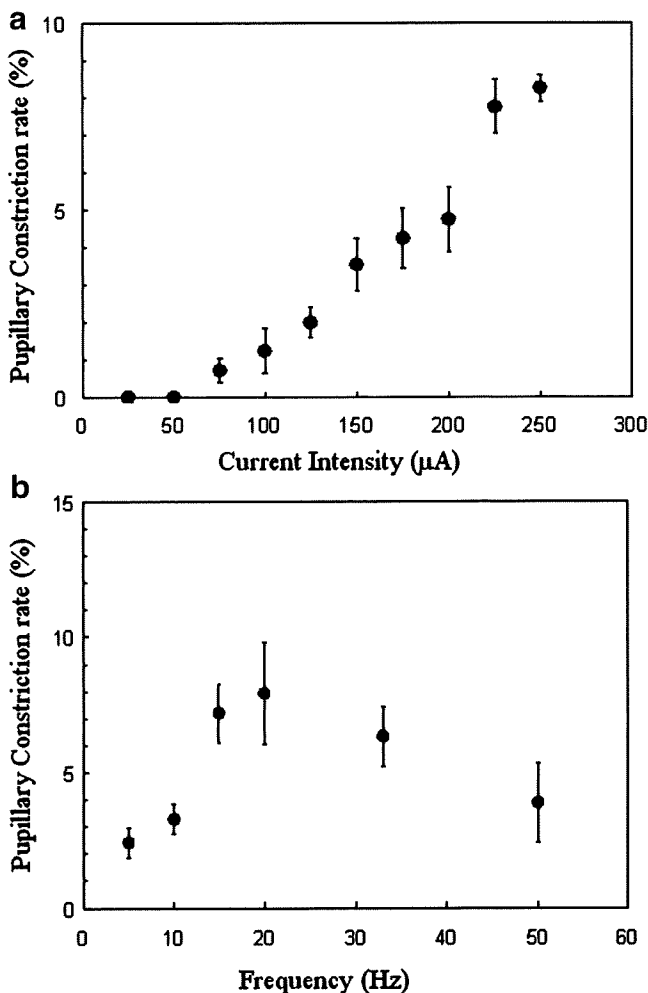 a
Pupillary Constriction rate (%)
10
5
0
0 50 100 150 200 250 300
Current Intensity (μA)
b
Pupillary Constriction rate (%)
15
10
5
0
0 10 20 30 40 50 60
Frequency (Hz)